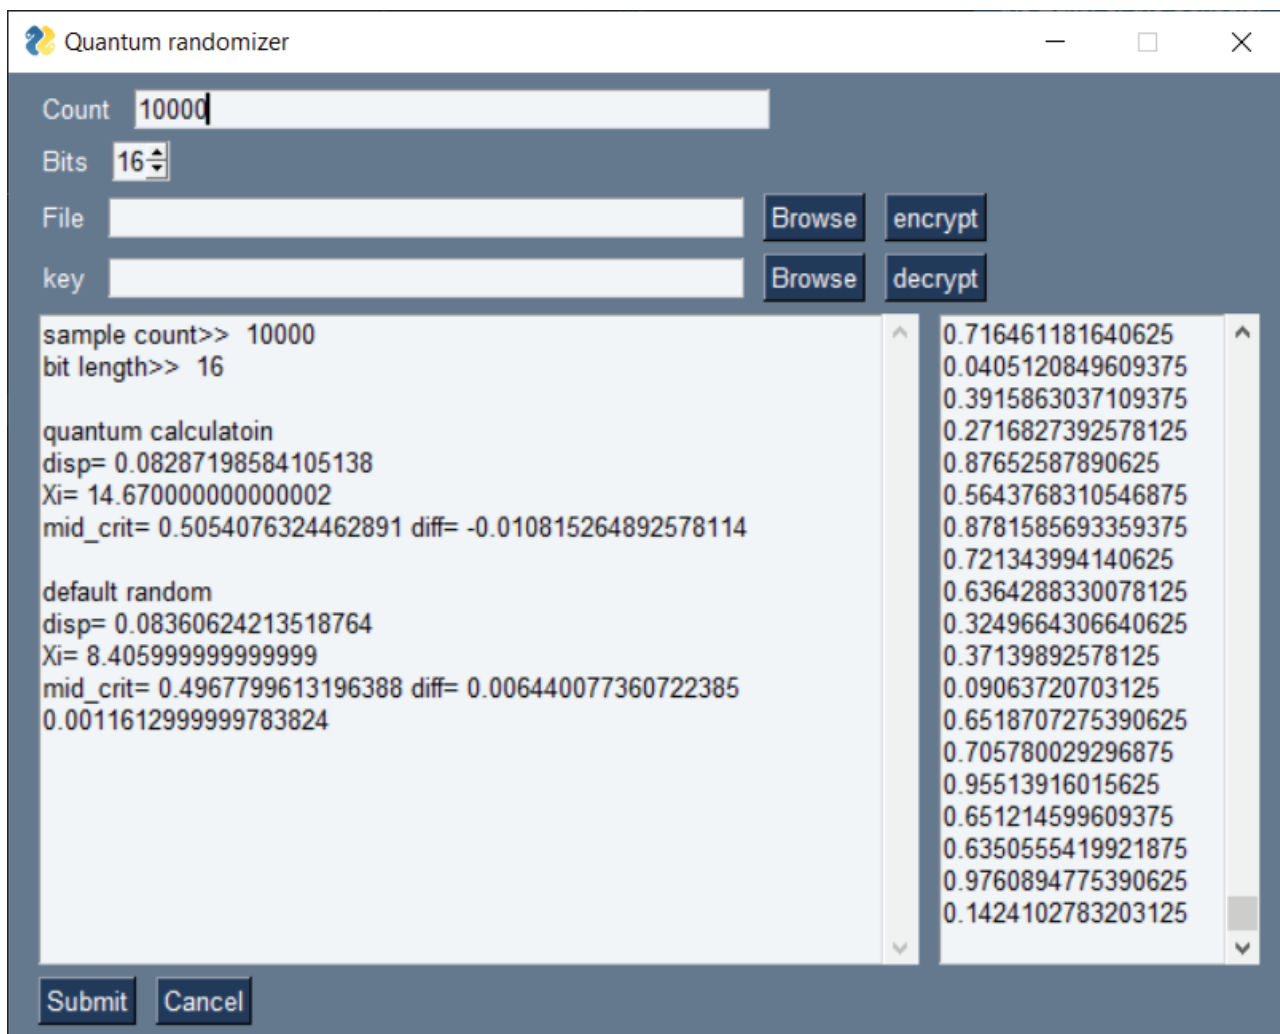 Quantum randomizer
Count 10000
Bits 16
File Browse encrypt
key Browse decrypt
sample count>> 10000
bit length>> 16
quantum calculatoin
disp= 0.08287198584105138
Xi= 14.670000000000002
mid_crit= 0.5054076324462891 diff= -0.010815264892578114
default random
disp= 0.08360624213518764
Xi= 8.405999999999999
mid_crit= 0.4967799613196388 diff= 0.006440077360722385
0.0011612999999783824
0.716461181640625
0.0405120849609375
0.3915863037109375
0.2716827392578125
0.87652587890625
0.5643768310546875
0.8781585693359375
0.721343994140625
0.6364288330078125
0.3249664306640625
0.37139892578125
0.09063720703125
0.6518707275390625
0.705780029296875
0.95513916015625
0.651214599609375
0.6350555419921875
0.9760894775390625
0.1424102783203125
Submit Cancel